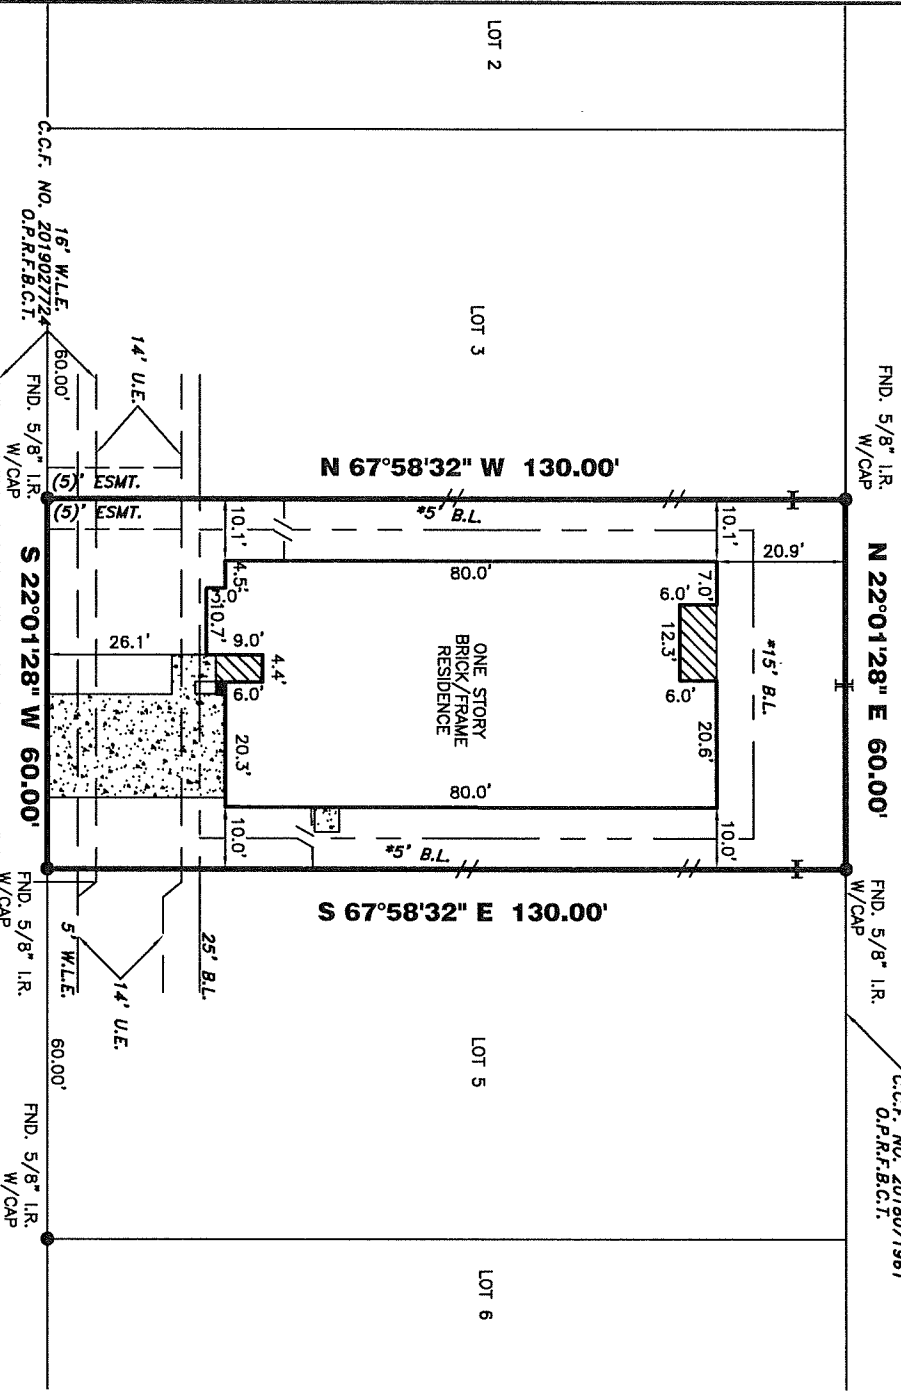 LOT 2
16' W.L.E.
C.C.F. NO. 2019027724
O.P.R.F.B.C.T.
LOT 3
14' U.E.
60.00'
FND. 5/8" I.R.
W/CAP
FND. 5/8" I.R.
W/CAP
N 67°58'32" W 130.00'
(5)' ESMT.
(5)' ESMT.
*5' B.L.
10.1'
10.1'
20.9'
4.5'
3.0'
10.7'
9.0'
4.4'
6.0'
20.3'
10.0'
26.1'
80.0'
ONE STORY
BRICK/FRAME
RESIDENCE
80.0'
7.0'
6.0'
12.3'
6.0'
20.6'
10.0'
*15' B.L.
*5' B.L.
S 22°01'28" W 60.00'
N 22°01'28" E 60.00'
S 67°58'32" E 130.00'
FND. 5/8" I.R.
W/CAP
FND. 5/8" I.R.
W/CAP
5' W.L.E.
14' U.E.
25' B.L.
60.00'
LOT 5
O.P.R.F.B.C.T.
FND. 5/8" I.R.
W/CAP
LOT 6